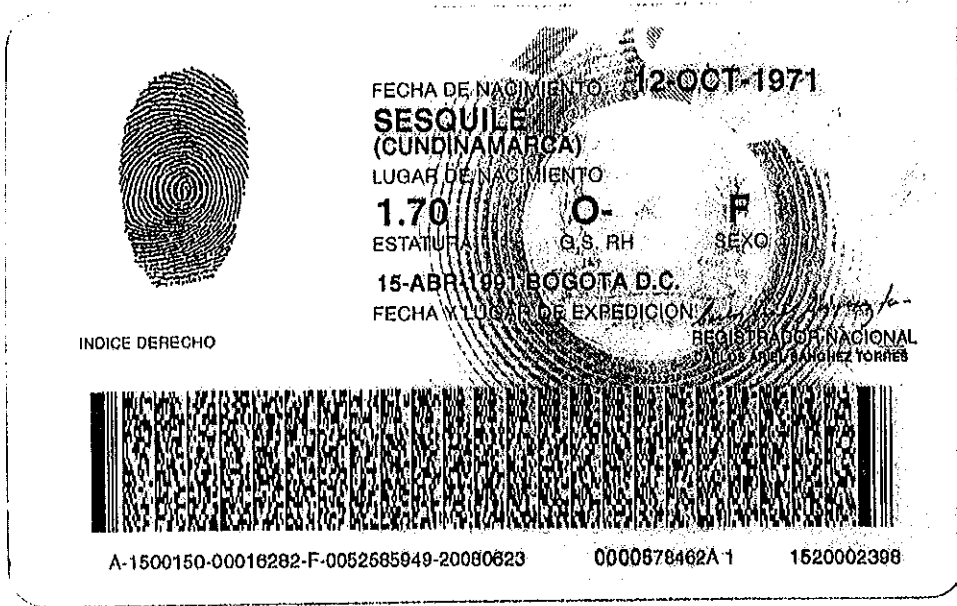 FECHA DE NACIMIENTO 12-OCT-1971
SESQUILE
(CUNDINAMARCA)
LUGAR DE NACIMIENTO
1.70 O- F
ESTATURA G.S. RH SEXO
15-ABR-1991 BOGOTA D.C.
FECHA Y LUGAR DE EXPEDICION
INDICE DERECHO
REGISTRADOR NACIONAL
CARLOS ARIEL SANCHEZ TORRES
A-1500150-00016282-F-0052585949-20080623 0000578462A 1 1520002398